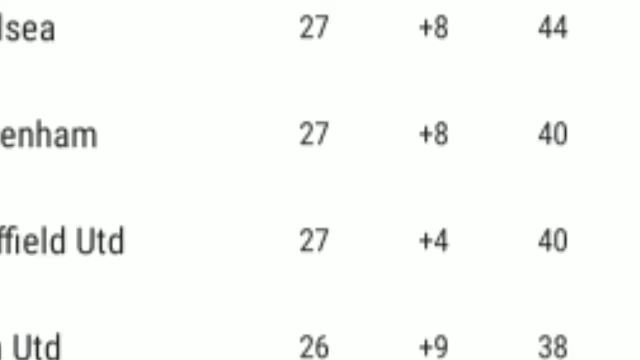 lsea 27 +8 44
enham 27 +8 40
ffield Utd 27 +4 40
Utd 26 +9 38